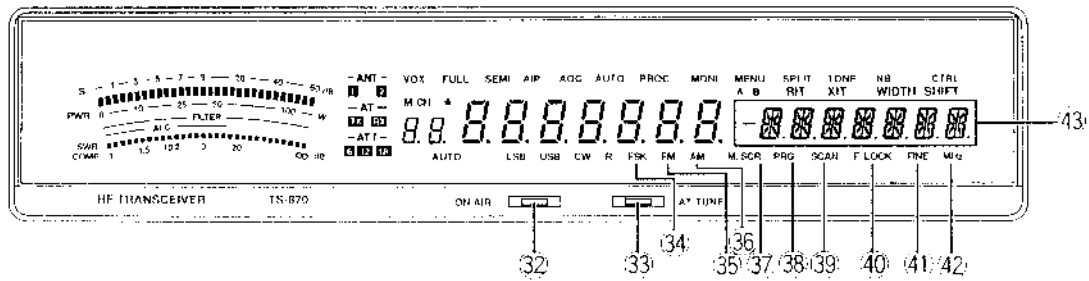 S 1 3 5 7 9 20 40 60 dB
PWR 0 10 25 50 100 W
FILTER
ALC
SWR
COMP 1 1.5 3 20 dB
– ANT –
1 2
– AT –
TX RX
– ATT –
6 12 18
VOX FULL SEMI AIP AGC AUTO PROC MONI MENU SPLIT TONE NB CTRL
M.CH A B RIT XIT WIDTH SHIFT
AUTO LSB USB CW R FSK FM AM M.SCR PRG SCAN F.LOCK FINE MHz
43
HF TRANSCEIVER TS-870 ON AIR AT TUNE
34 36
32 33 35 37 38 39 40 41 42